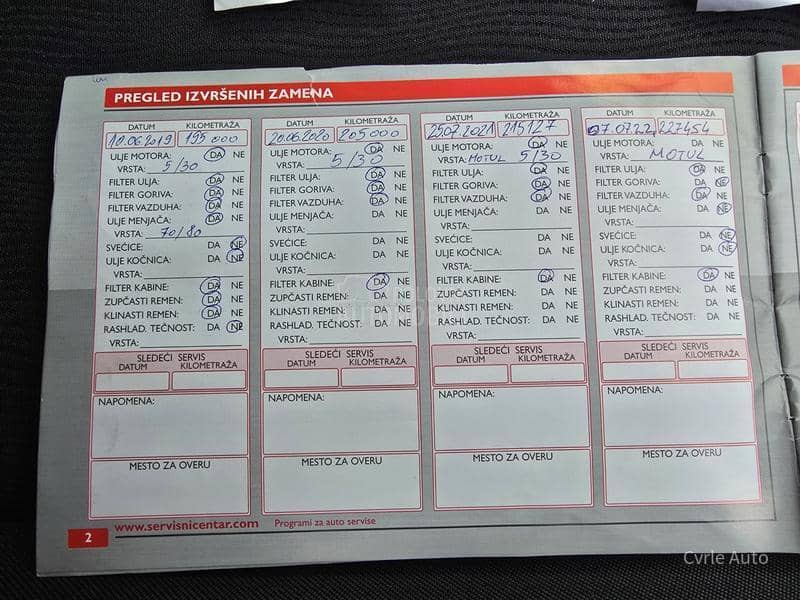 PREGLED IZVRŠENIH ZAMENA
DATUM KILOMETRAŽA
10.06.2019 195 000
ULJE MOTORA: DA NE
VRSTA: 5/30
FILTER ULJA: DA NE
FILTER GORIVA: DA NE
FILTER VAZDUHA: DA NE
ULJE MENJAČA: DA NE
VRSTA: 70/80
SVEĆICE: DA NE
ULJE KOČNICA: DA NE
VRSTA:
FILTER KABINE: DA NE
ZUPČASTI REMEN: DA NE
KLINASTI REMEN: DA NE
RASHLAD. TEČNOST: DA NE
VRSTA:
SLEDEĆI SERVIS
DATUM KILOMETRAŽA
NAPOMENA:
MESTO ZA OVERU
DATUM KILOMETRAŽA
20.06.2020 205000
ULJE MOTORA: DA NE
VRSTA: 5/30
FILTER ULJA: DA NE
FILTER GORIVA: DA NE
FILTER VAZDUHA: DA NE
ULJE MENJAČA: DA NE
VRSTA:
SVEĆICE: DA NE
ULJE KOČNICA: DA NE
VRSTA:
FILTER KABINE: DA NE
ZUPČASTI REMEN: DA NE
KLINASTI REMEN: DA NE
RASHLAD. TEČNOST: DA NE
VRSTA:
SLEDEĆI SERVIS
DATUM KILOMETRAŽA
NAPOMENA:
MESTO ZA OVERU
DATUM KILOMETRAŽA
25.07.2021 215127
ULJE MOTORA: DA NE
VRSTA: MOTUL 5/30
FILTER ULJA: DA NE
FILTER GORIVA: DA NE
FILTER VAZDUHA: DA NE
ULJE MENJAČA: DA NE
VRSTA:
SVEĆICE: DA NE
ULJE KOČNICA: DA NE
VRSTA:
FILTER KABINE: DA NE
ZUPČASTI REMEN: DA NE
KLINASTI REMEN: DA NE
RASHLAD. TEČNOST: DA NE
VRSTA:
SLEDEĆI SERVIS
DATUM KILOMETRAŽA
NAPOMENA:
MESTO ZA OVERU
DATUM KILOMETRAŽA
07.07.22. 227454
ULJE MOTORA: DA NE
VRSTA: MOTUL
FILTER ULJA: DA NE
FILTER GORIVA: DA NE
FILTER VAZDUHA: DA NE
ULJE MENJAČA: DA NE
VRSTA:
SVEĆICE: DA NE
ULJE KOČNICA: DA NE
VRSTA:
FILTER KABINE: DA NE
ZUPČASTI REMEN: DA NE
KLINASTI REMEN: DA NE
RASHLAD. TEČNOST: DA NE
VRSTA:
SLEDEĆI SERVIS
DATUM KILOMETRAŽA
NAPOMENA:
MESTO ZA OVERU
2 www.servisnicentar.com Programi za auto servise
Cvrle Auto